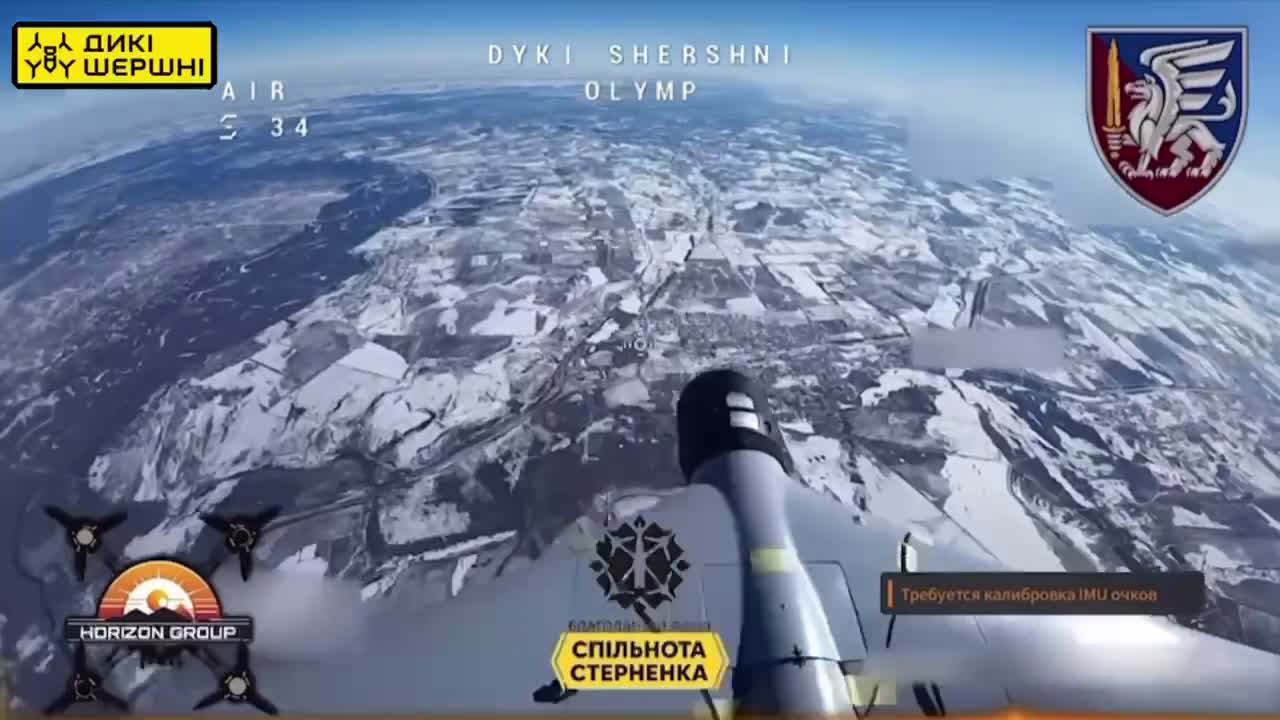 ДИКІ
ШЕРШНІ
DYKI SHERSHNI
OLYMP
AIR
S 34
Требуется калибровка IMU очков
HORIZON GROUP
СПІЛЬНОТА
СТЕРНЕНКА